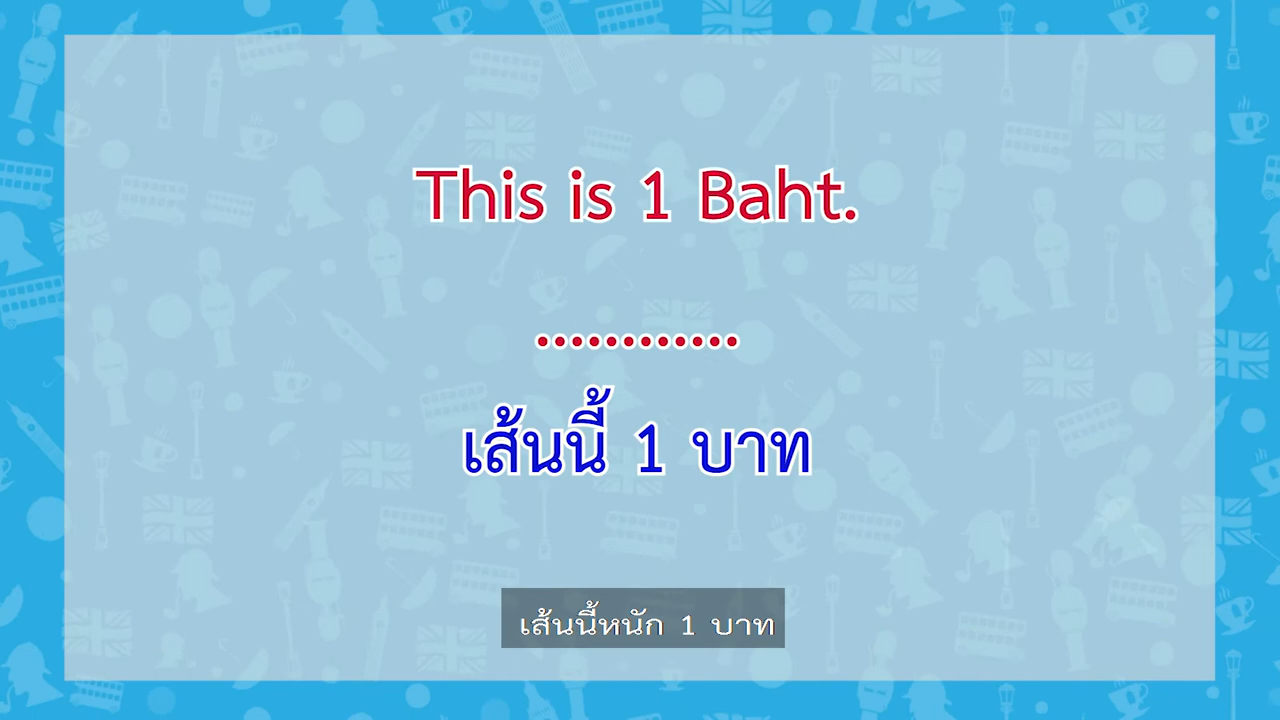 This is 1 Baht.
............
เส้นนี้ 1 บาท
เส้นนี้หนัก 1 บาท